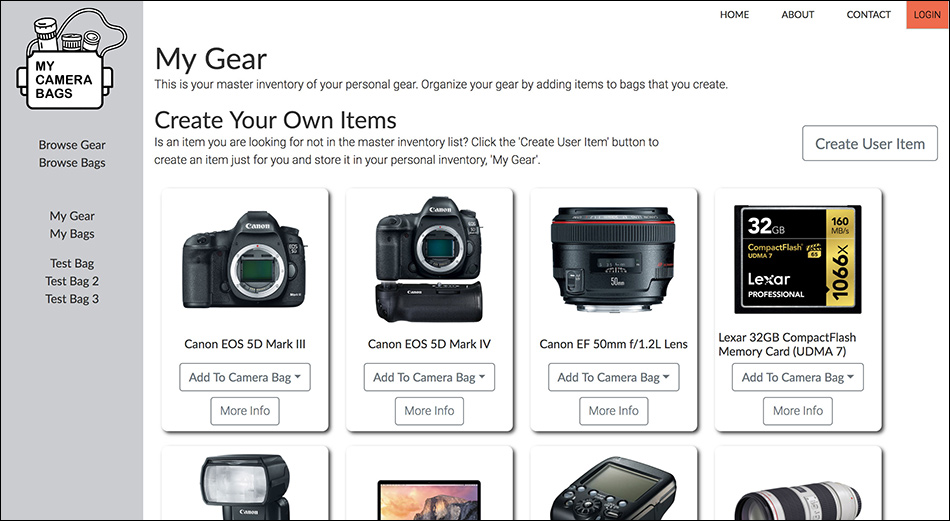 HOME
ABOUT
CONTACT
LOGIN
MY
CAMERA
BAGS
Browse Gear
Browse Bags
My Gear
My Bags
Test Bag
Test Bag 2
Test Bag 3
My Gear
This is your master inventory of your personal gear. Organize your gear by adding items to bags that you create.
Create Your Own Items
Is an item you are looking for not in the master inventory list? Click the 'Create User Item' button to
create an item just for you and store it in your personal inventory, 'My Gear'.
Create User Item
Canon
Canon EOS 5D Mark III
Add To Camera Bag
More Info
Canon
Canon
Canon EOS 5D Mark IV
Add To Camera Bag
More Info
50mm
Canon EF 50mm f/1.2L Lens
Add To Camera Bag
More Info
32GB
160
MB/s
CompactFlash
UDMA 7
65
Lexar
PROFESSIONAL
1066x
Lexar 32GB CompactFlash
Memory Card (UDMA 7)
Add To Camera Bag
More Info
Canon